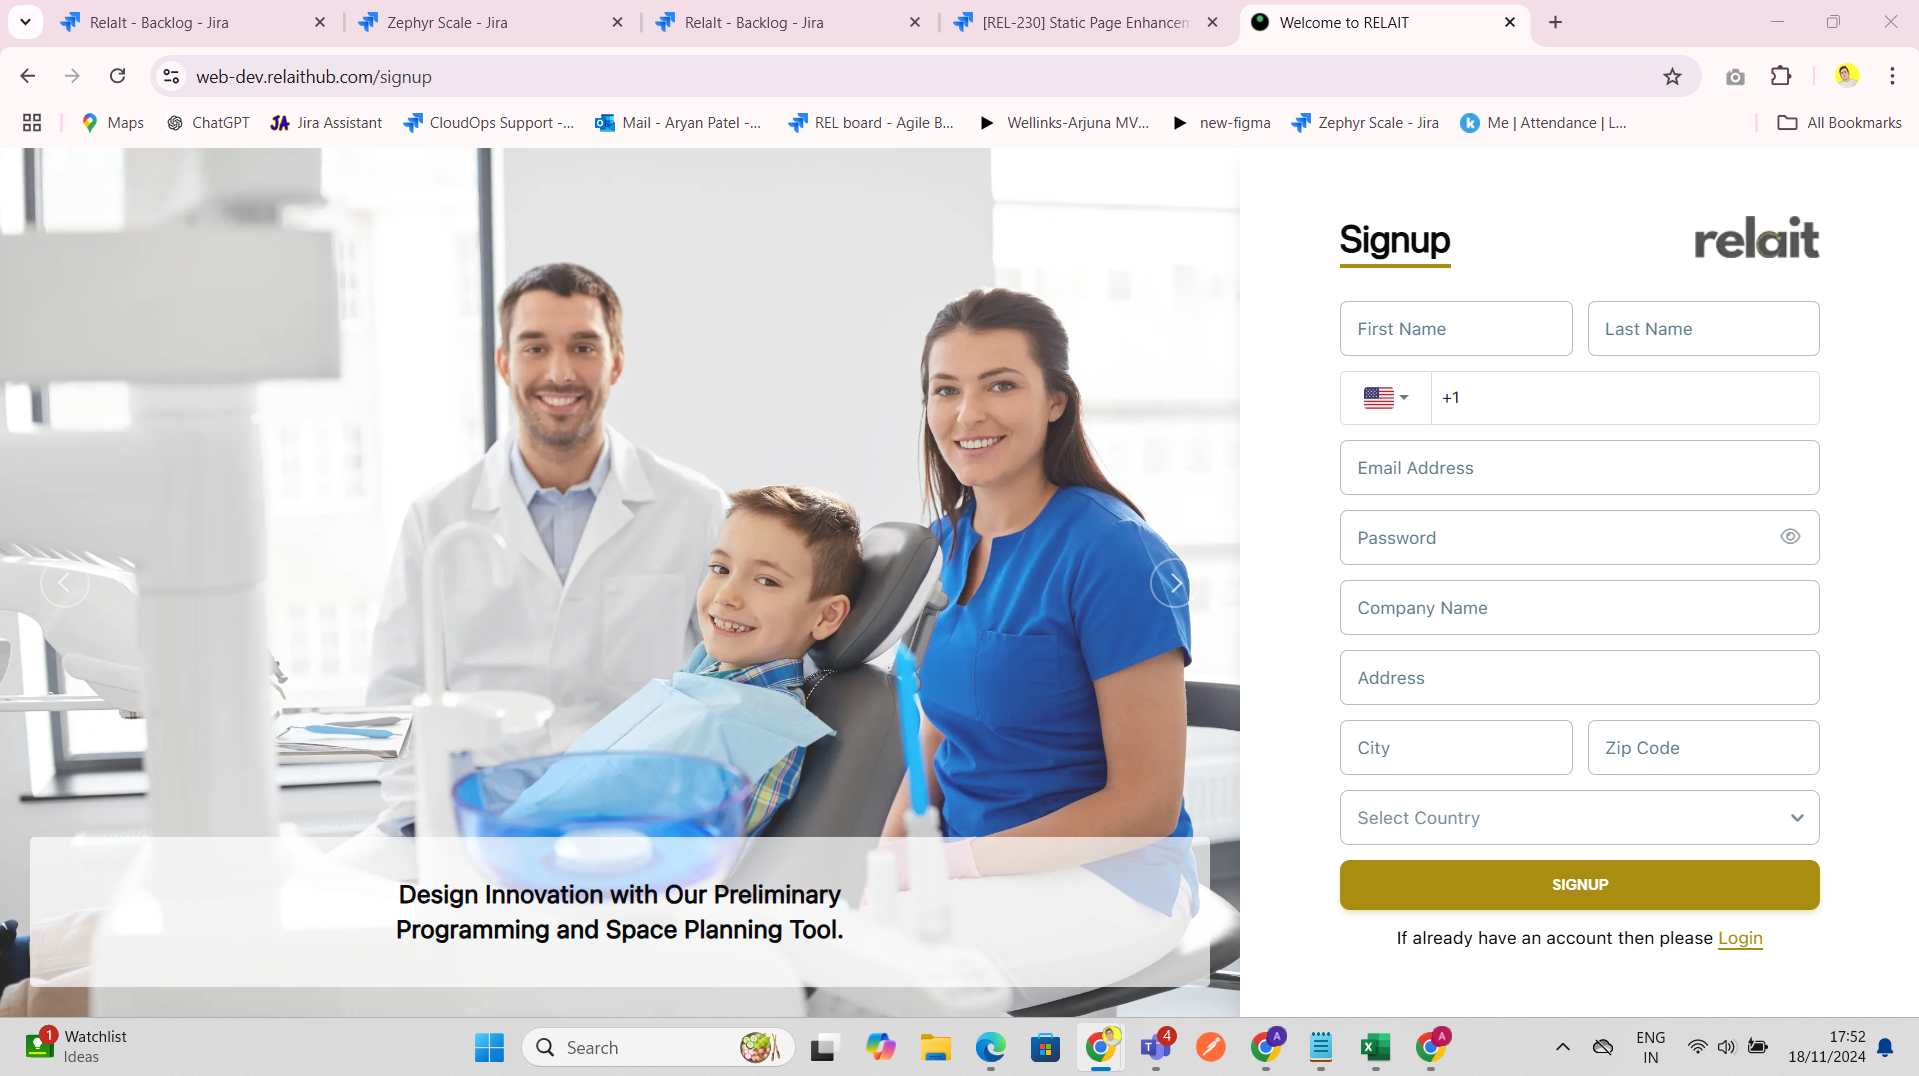 Relalt - Backlog - Jira
Zephyr Scale - Jira
Relalt - Backlog - Jira
[REL-230] Static Page Enhancem
Welcome to RELAIT
web-dev.relaithub.com/signup
Maps
ChatGPT
JA Jira Assistant
CloudOps Support -...
Mail - Aryan Patel -...
REL board - Agile B...
Wellinks-Arjuna MV...
new-figma
Zephyr Scale - Jira
k Me | Attendance | L...
All Bookmarks
Signup
relait
First Name
Last Name
+1
Email Address
Password
Company Name
Address
City
Zip Code
Select Country
SIGNUP
If already have an account then please Login
Design Innovation with Our Preliminary
Programming and Space Planning Tool.
1
Watchlist
Ideas
Search
4
A
A
ENG
IN
17:52
18/11/2024